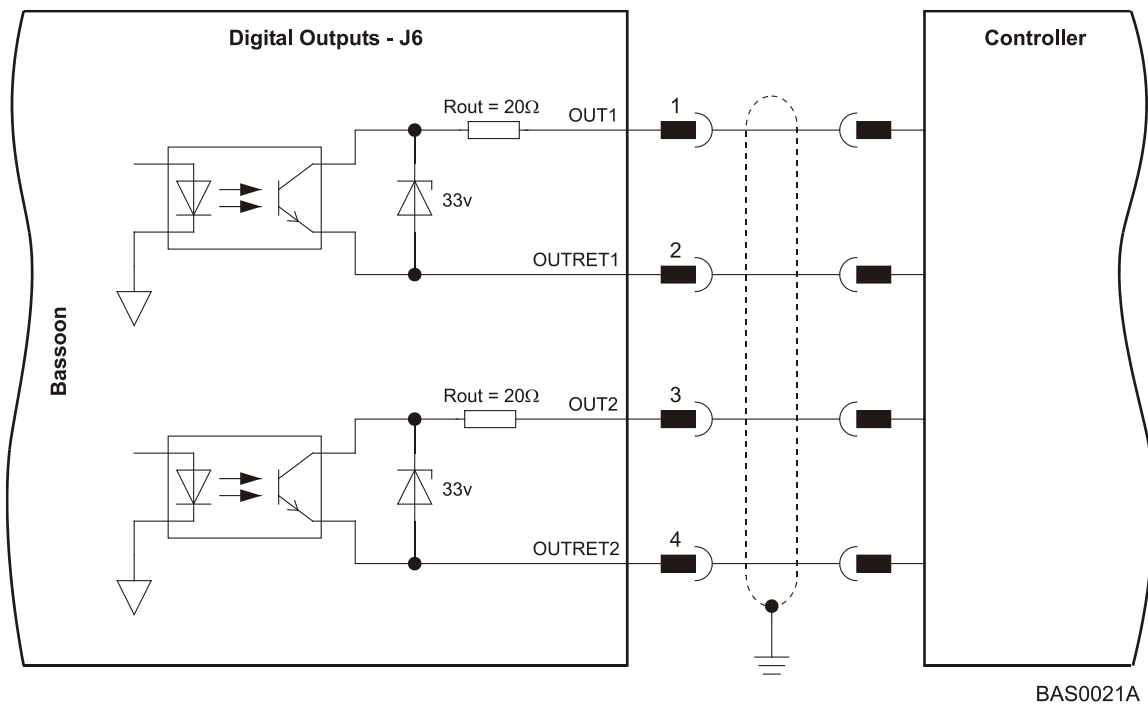 Digital Outputs - J6
Controller
Rout = 20Ω
OUT1
1
33v
OUTRET1
2
Bassoon
Rout = 20Ω
OUT2
3
33v
OUTRET2
4
BAS0021A